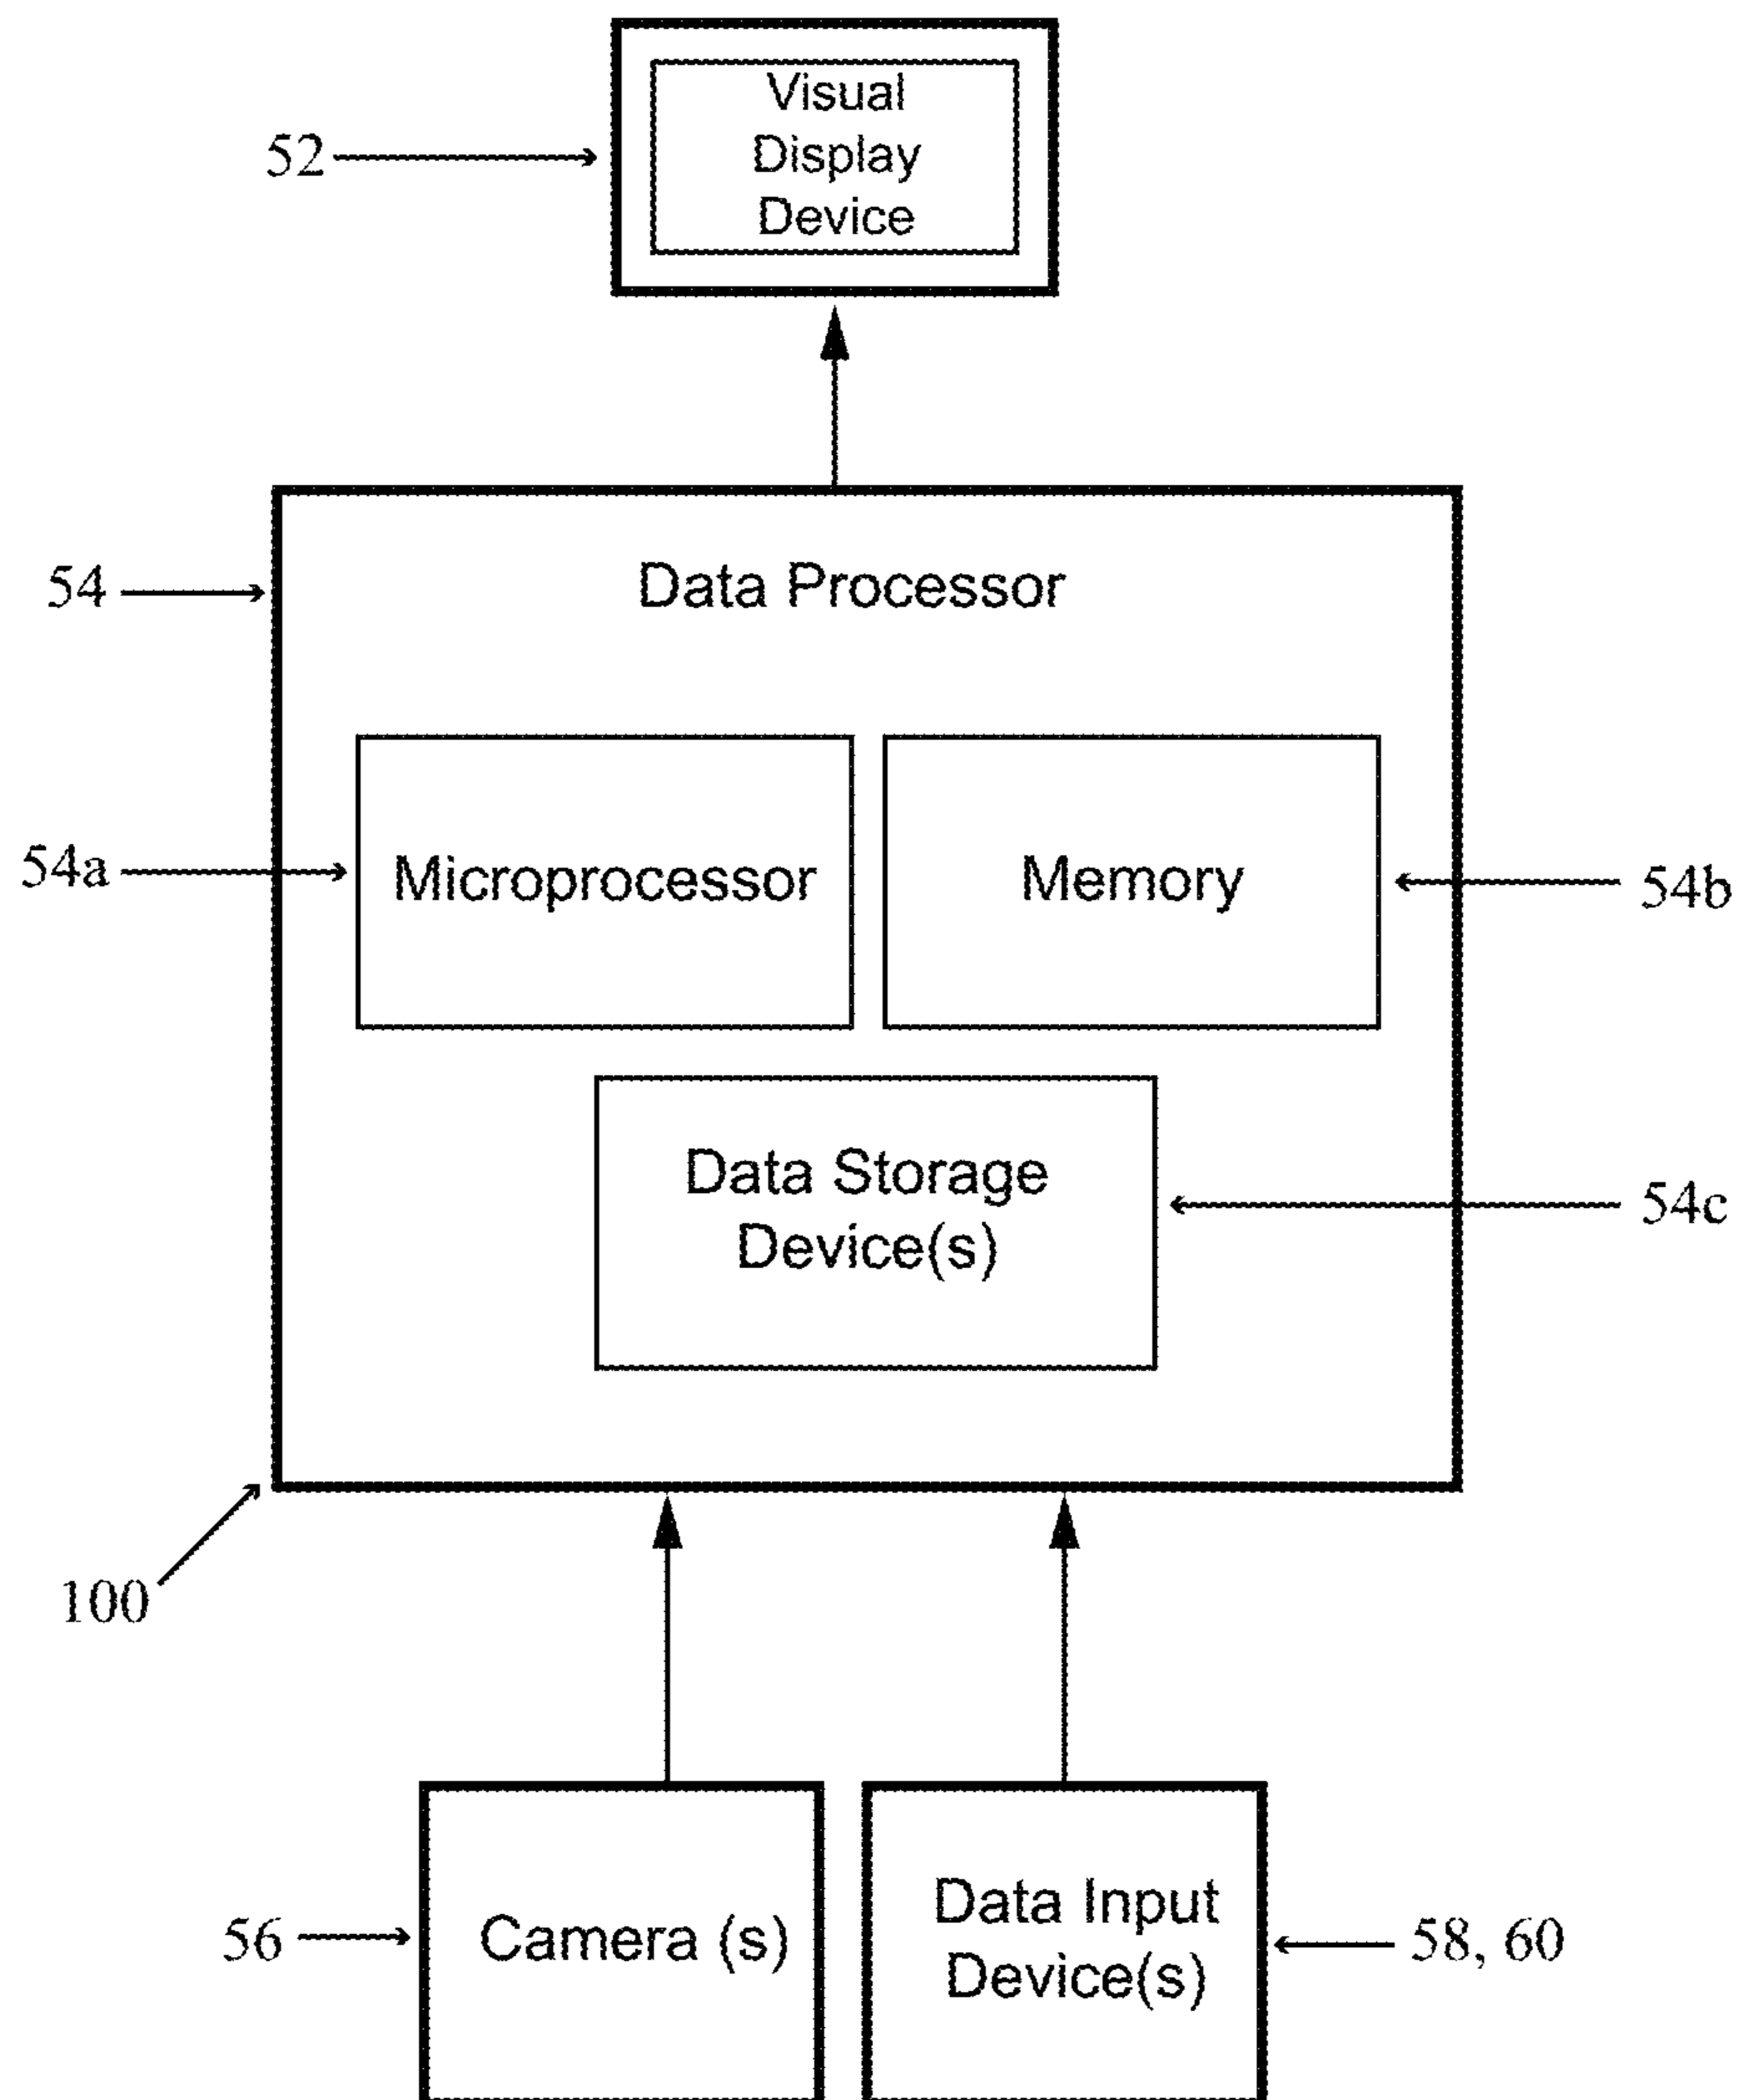 Visual
Display
Device
52
54
Data Processor
54a
Microprocessor
Memory
54b
Data Storage
Device(s)
54c
100
56
Camera (s)
Data Input
Device(s)
58, 60